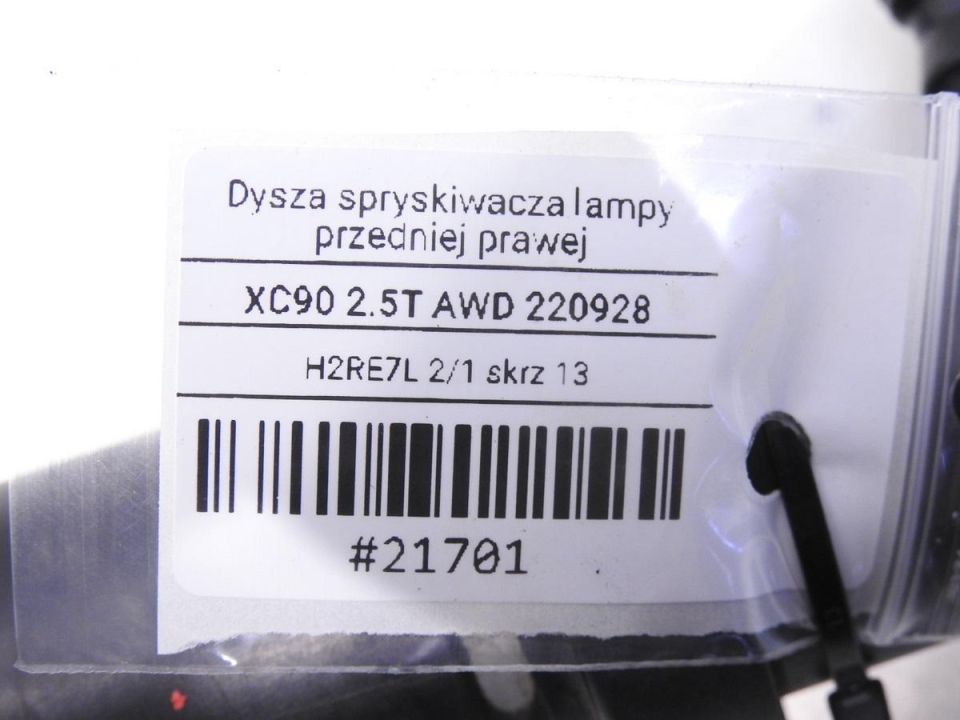 Dysza spryskiwacza lampy
przedniej prawej
XC90 2.5T AWD 220928
H2RE7L 2/1 skrz 13
#21701